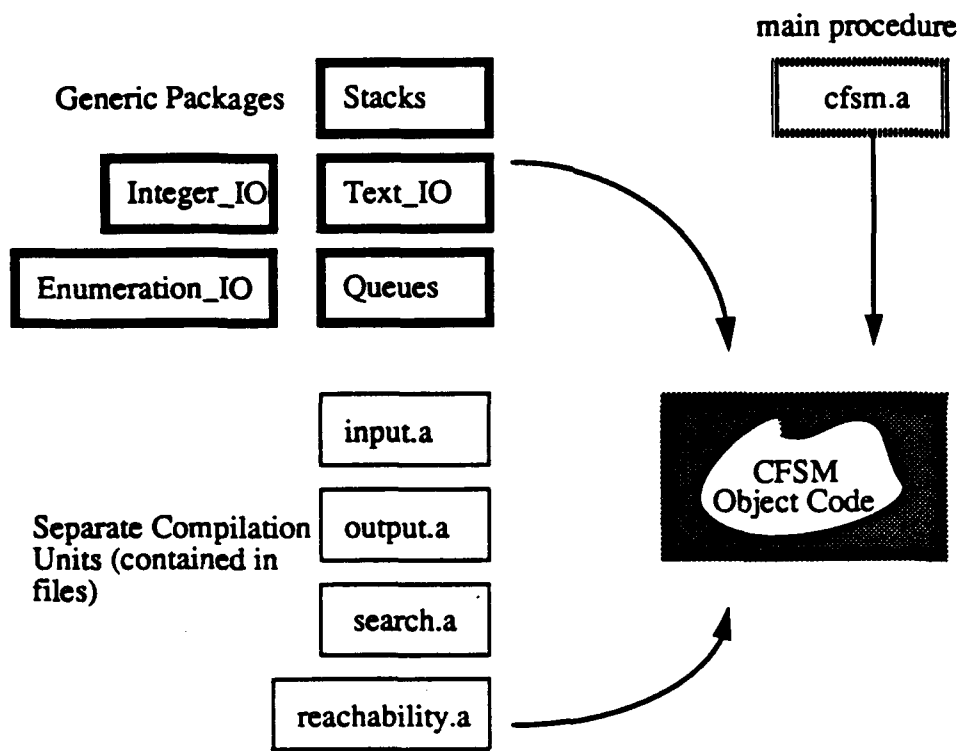 main procedure
cfsm.a
Generic Packages
Stacks
Integer_IO
Text_IO
Enumeration_IO
Queues
input.a
Separate Compilation
Units (contained in
files)
output.a
search.a
reachability.a
CFSM
Object Code